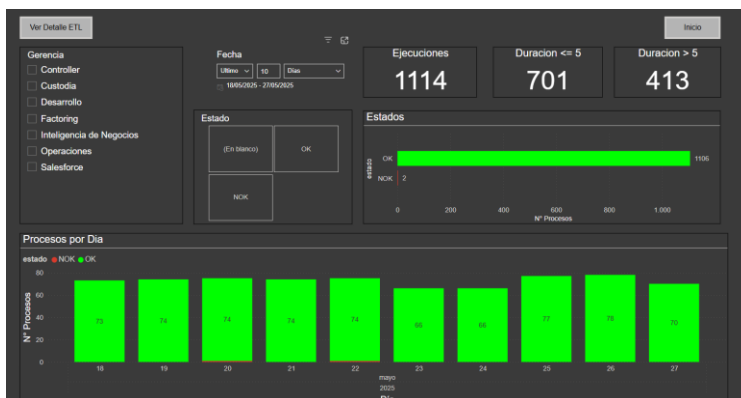 Ver Detalle ETL
Inicio
Gerencia
Controller
Custodia
Desarrollo
Factoring
Inteligencia de Negocios
Operaciones
Salesforce
Fecha
Último 10 Días
18/05/2025 - 27/05/2025
Ejecuciones
1114
Duracion <= 5
701
Duracion > 5
413
Estado
(En blanco)
OK
NOK
Estados
estado
OK 1106
NOK 2
0 200 400 600 800 1.000
N° Procesos
Procesos por Dia
estado NOK OK
N° Procesos
80
60
40
20
0
73 74 74 74 74 66 66 77 78 70
18 19 20 21 22 23 24 25 26 27
mayo
2025